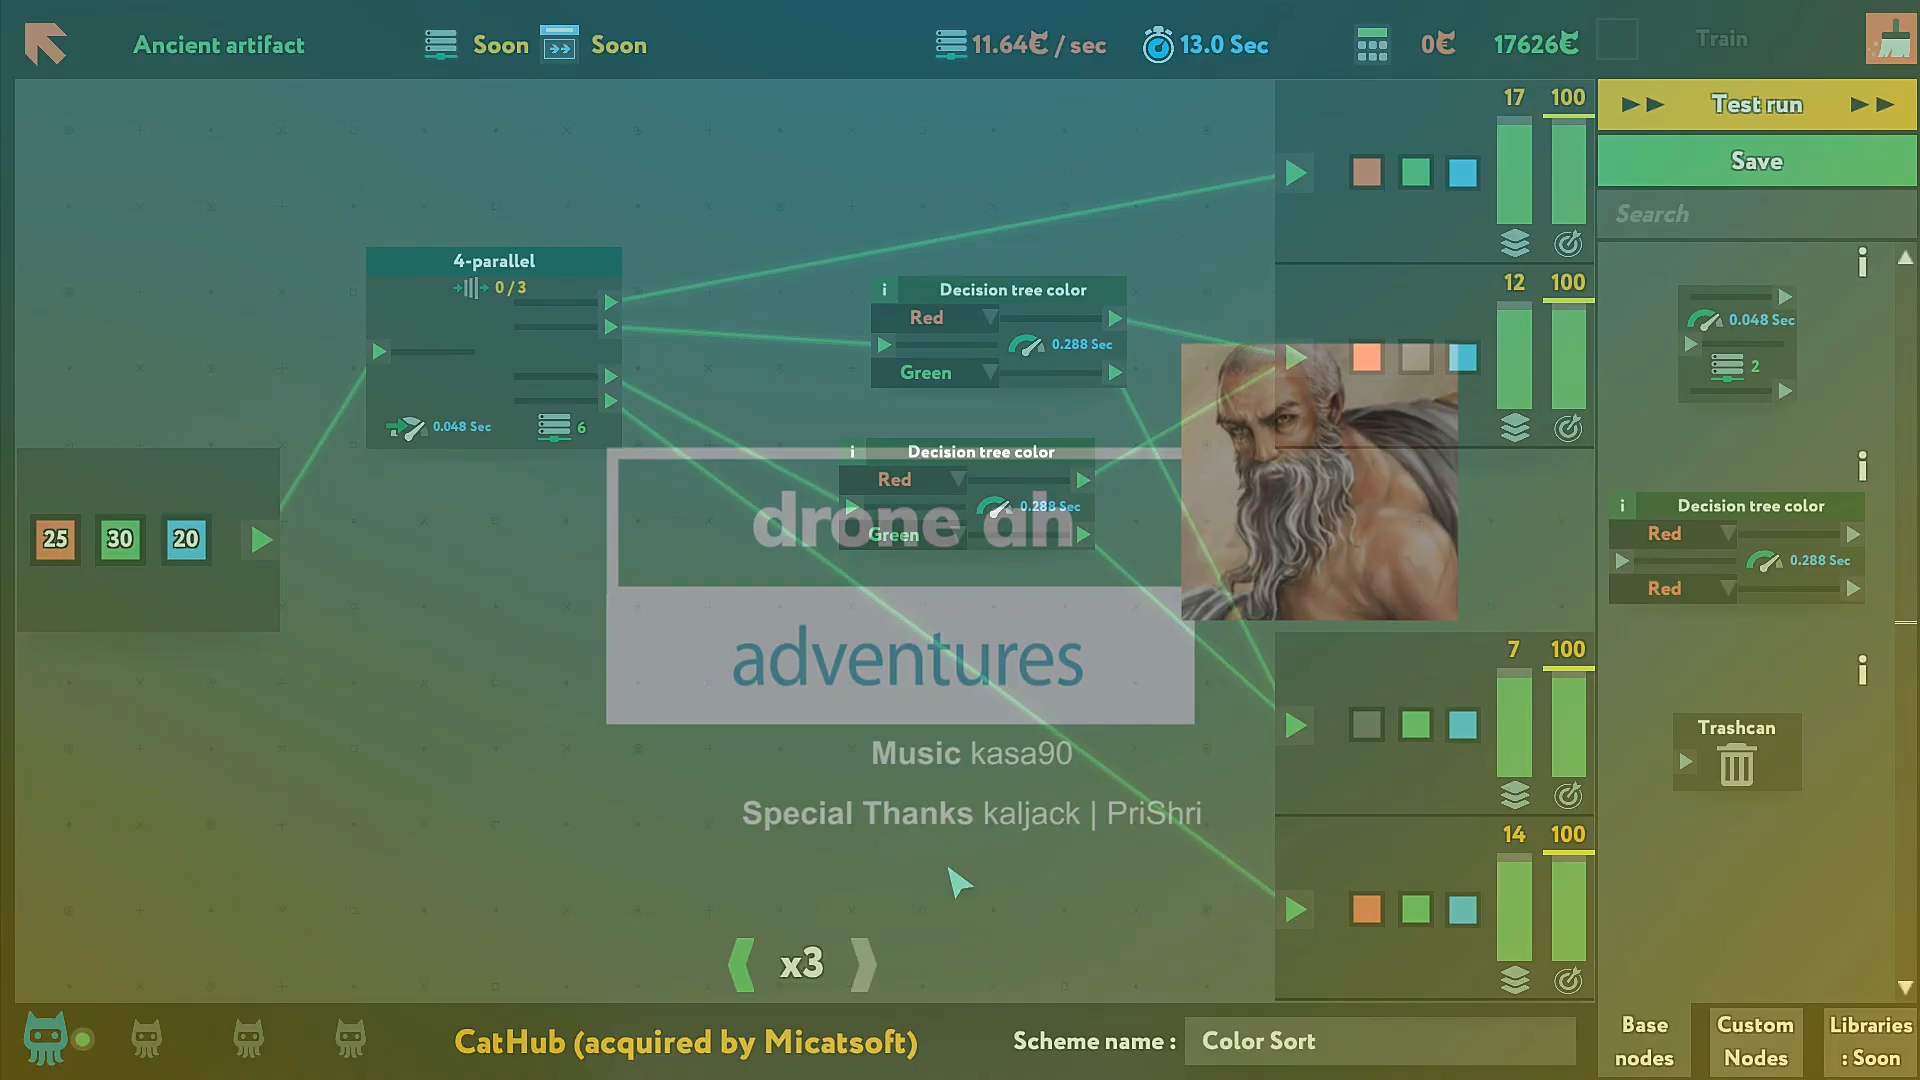 Ancient artifact
Soon
Soon
11.64€ / sec
13.0 Sec
0€
17626€
Train
17 100
Test run
Save
Search
4-parallel
0 / 3
0.048 Sec
6
i Decision tree color
Red
0.288 Sec
Green
12 100
i
0.048 Sec
2
i Decision tree color
Red
0.288 Sec
Green
drone dh
adventures
25 30 20
i
i Decision tree color
Red
0.288 Sec
Red
7 100
i
Trashcan
Music kasa90
Special Thanks kaljack | PriShri
14 100
x3
CatHub (acquired by Micatsoft)
Scheme name :
Color Sort
Base
nodes
Custom
Nodes
Libraries
: Soon